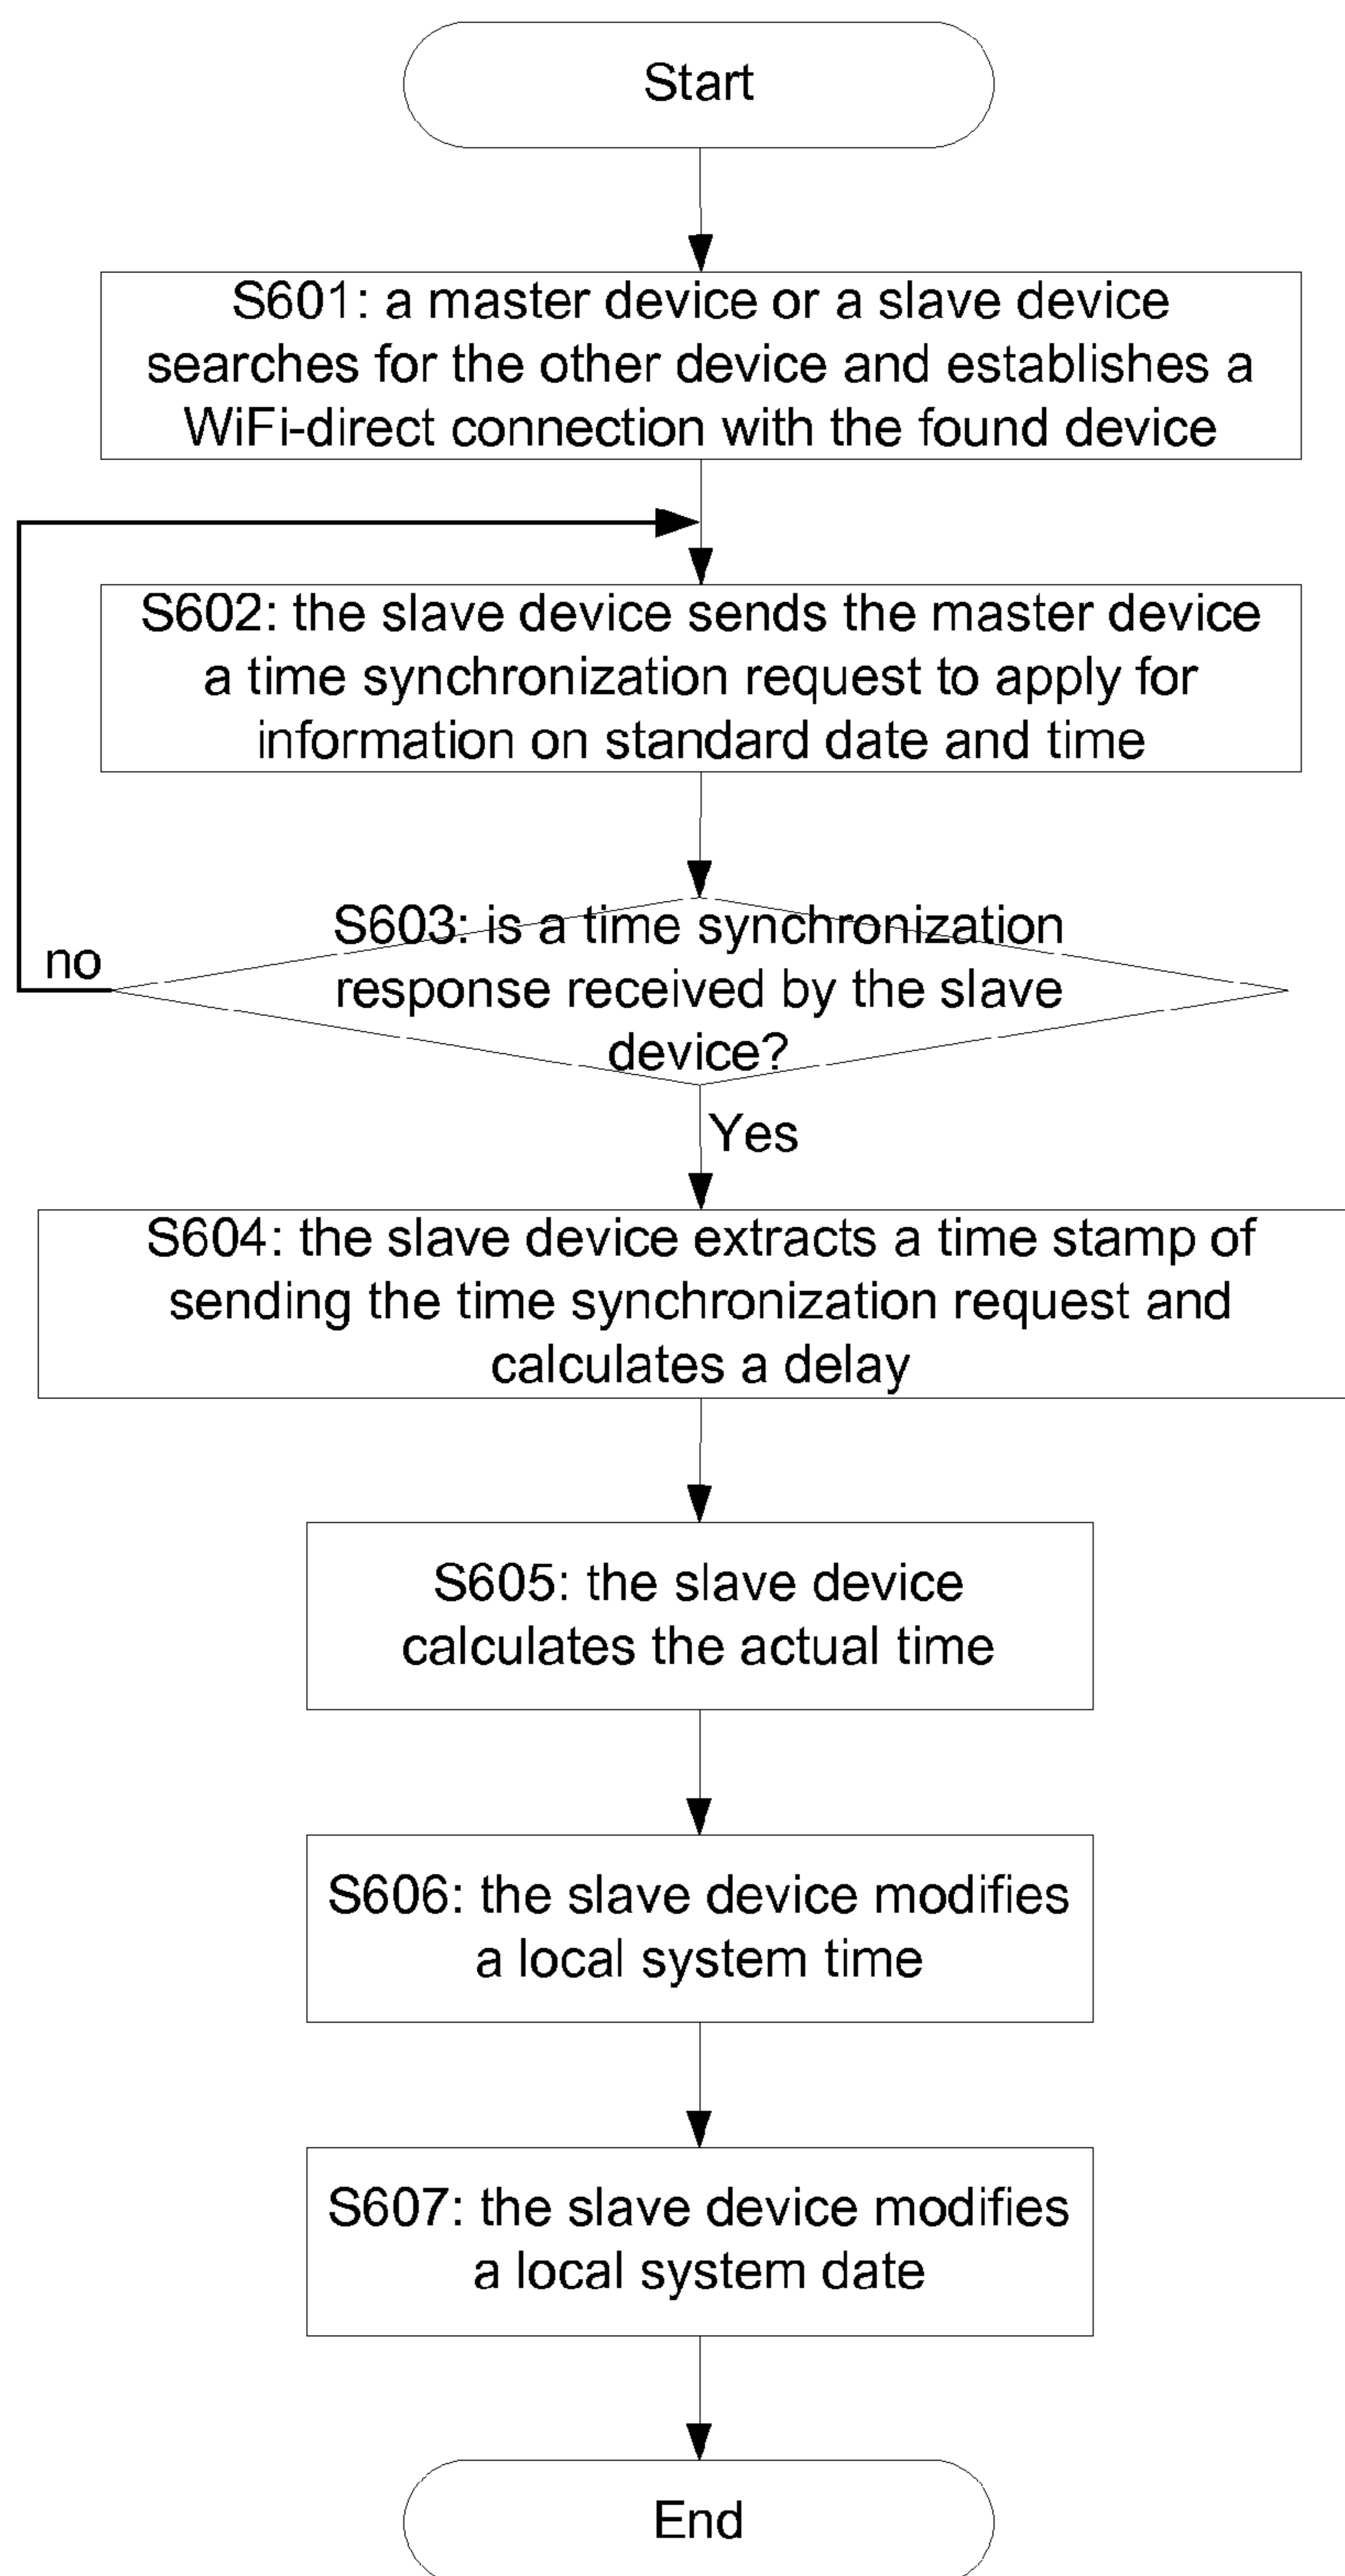 Start
S601: a master device or a slave device
searches for the other device and establishes a
WiFi-direct connection with the found device
S602: the slave device sends the master device
a time synchronization request to apply for
information on standard date and time
S603: is a time synchronization
response received by the slave
device?
no
Yes
S604: the slave device extracts a time stamp of
sending the time synchronization request and
calculates a delay
S605: the slave device
calculates the actual time
S606: the slave device modifies
a local system time
S607: the slave device modifies
a local system date
End